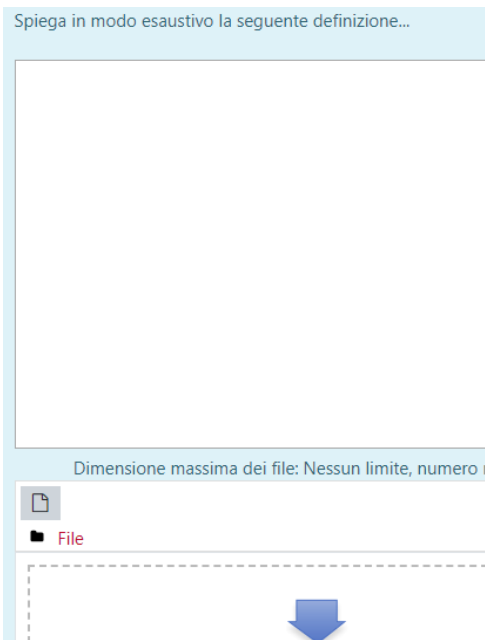 Spiega in modo esaustivo la seguente definizione...
Dimensione massima dei file: Nessun limite, numero
File